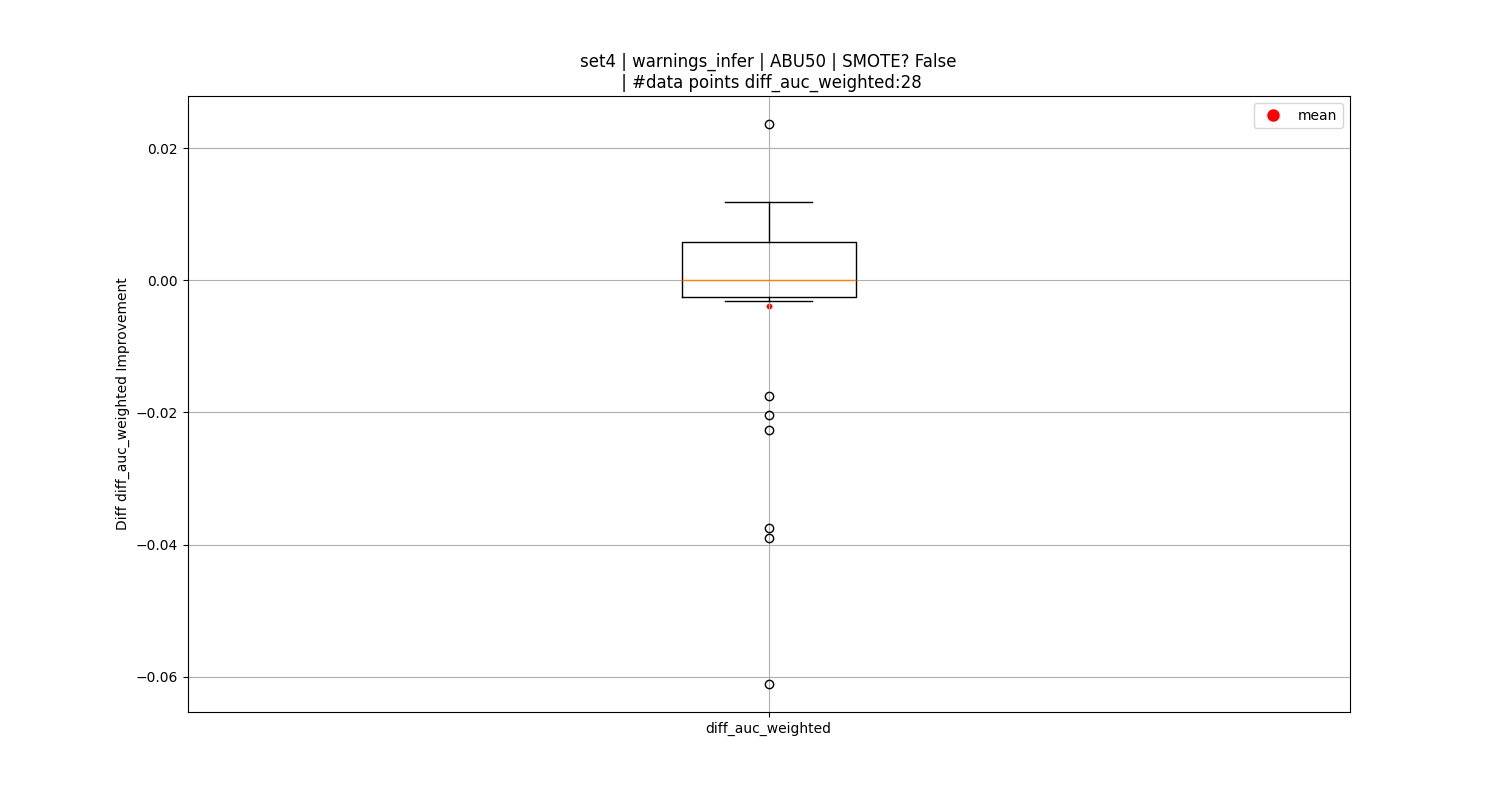 set4 | warnings_infer | ABU50 | SMOTE? False
| #data points diff_auc_weighted:28
mean
0.02
0.00
−0.02
−0.04
−0.06
Diff diff_auc_weighted Improvement
diff_auc_weighted